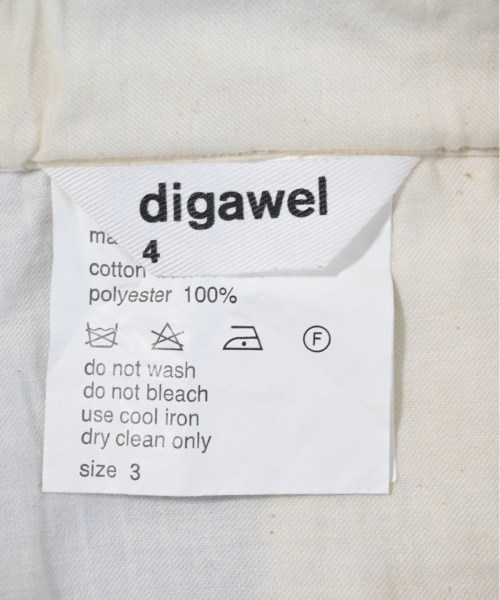 digawel
4
cotton
polyester 100%
F
do not wash
do not bleach
use cool iron
dry clean only
size 3